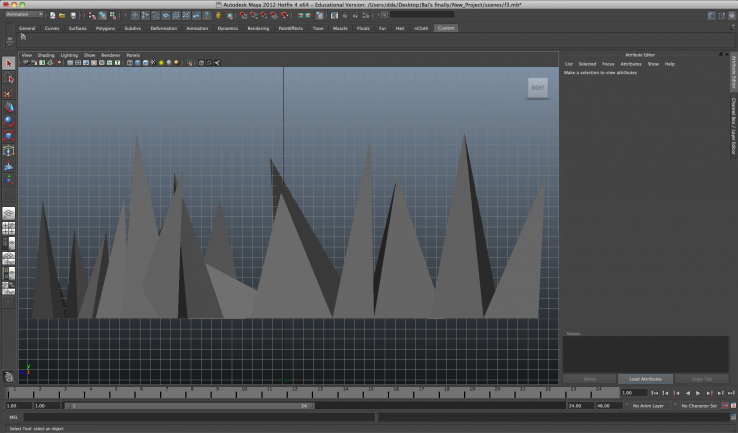 Autodesk Maya 2012 Hotfix 4 x64 - Educational Version: /Users/dda/Desktop/Bai's finally/New_Project/scenes/f3.mb*
Animation
General Curves Surfaces Polygons Subdivs Deformation Animation Dynamics Rendering PaintEffects Toon Muscle Fluids Fur Hair nCloth Custom
View Shading Lighting Show Renderer Panels
Attribute Editor
List Selected Focus Attributes Show Help
Make a selection to view attributes
RIGHT
Attribute Editor
Channel Box / Layer Editor
Notes:
Select Load Attributes Copy Tab
1 2 3 4 5 6 7 8 9 10 11 12 13 14 15 16 17 18 19 20 21 22 23 24
1.00
1.00 1.00 1 24 24.00 48.00 No Anim Layer No Character Set
MEL
Select Tool: select an object